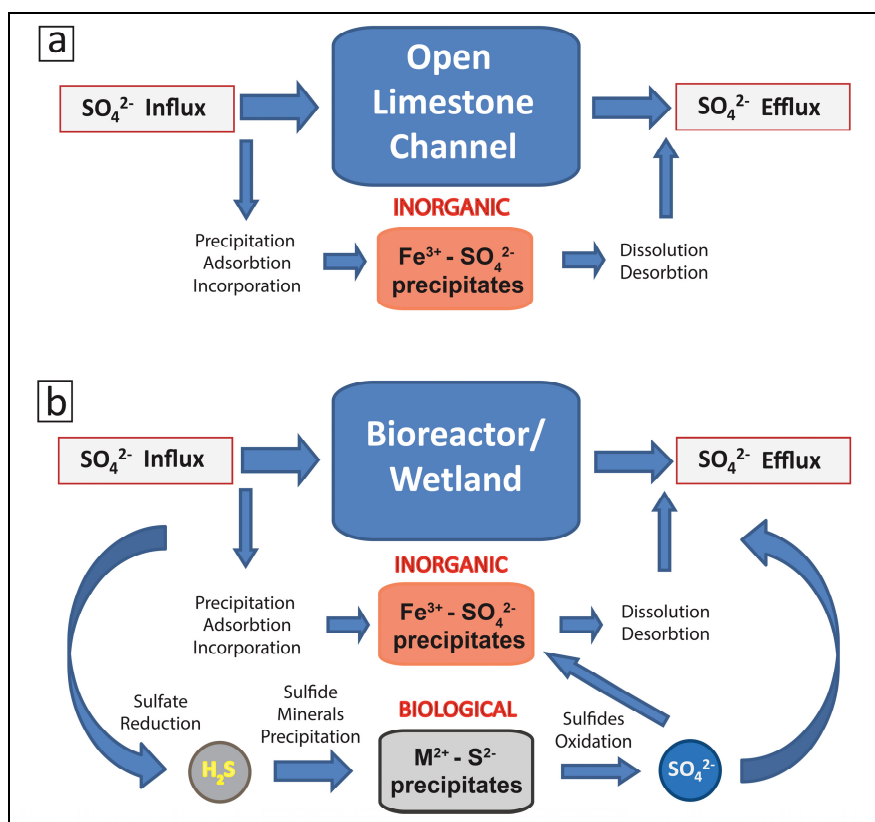 a
Open
Limestone
Channel
SO₄²⁻ Influx
SO₄²⁻ Efflux
INORGANIC
Precipitation
Adsorbtion
Incorporation
Fe³⁺ - SO₄²⁻
precipitates
Dissolution
Desorbtion
b
Bioreactor/
Wetland
SO₄²⁻ Influx
SO₄²⁻ Efflux
INORGANIC
Precipitation
Adsorbtion
Incorporation
Fe³⁺ - SO₄²⁻
precipitates
Dissolution
Desorbtion
Sulfate
Reduction
Sulfide
Minerals
Precipitation
BIOLOGICAL
Sulfides
Oxidation
H₂S
M²⁺ - S²⁻
precipitates
SO₄²⁻